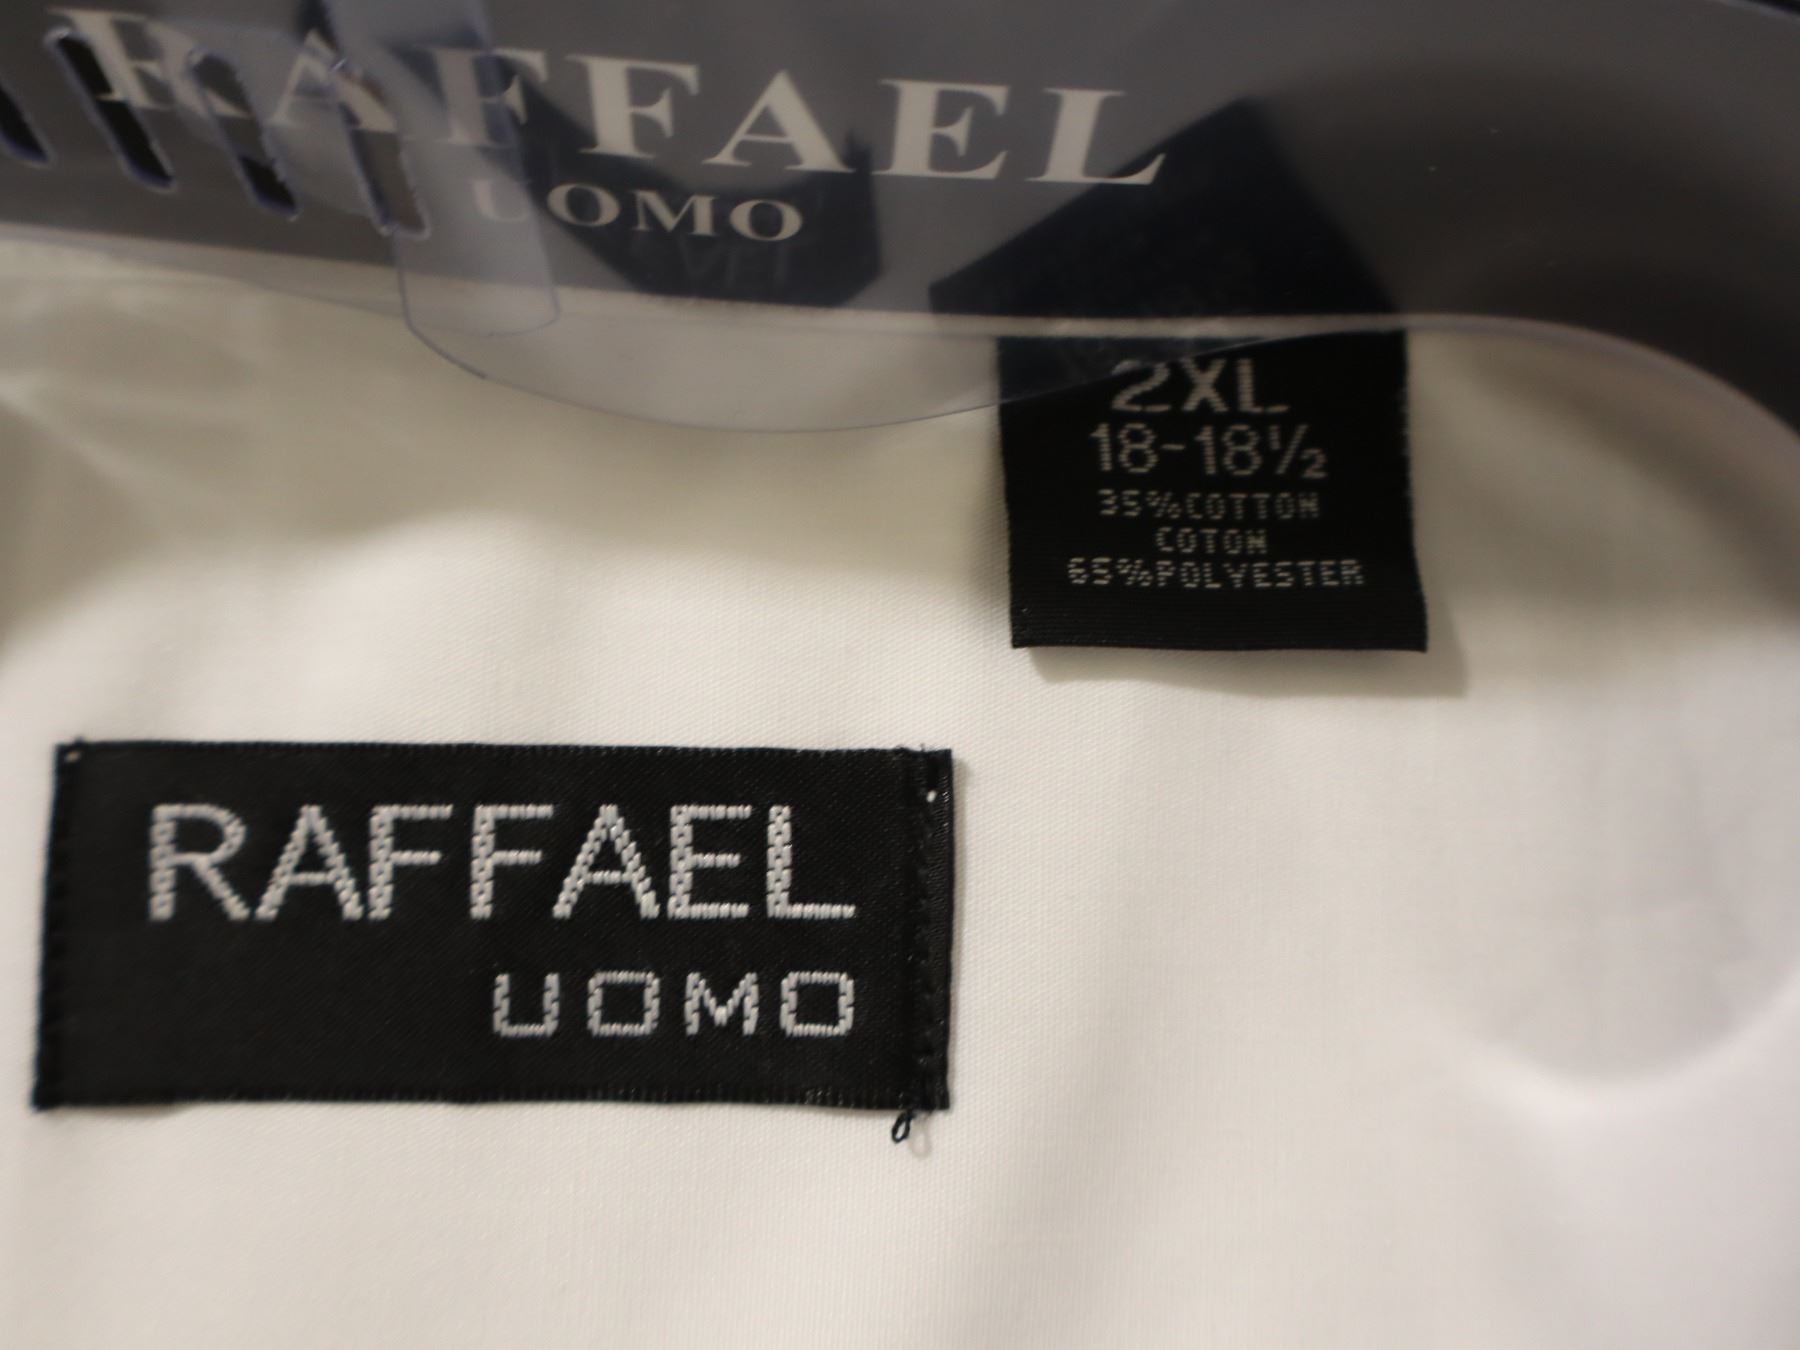 RAFFAEL
UOMO
2XL
18-18½
35%COTTON
COTON
65%POLYESTER
RAFFAEL
UOMO